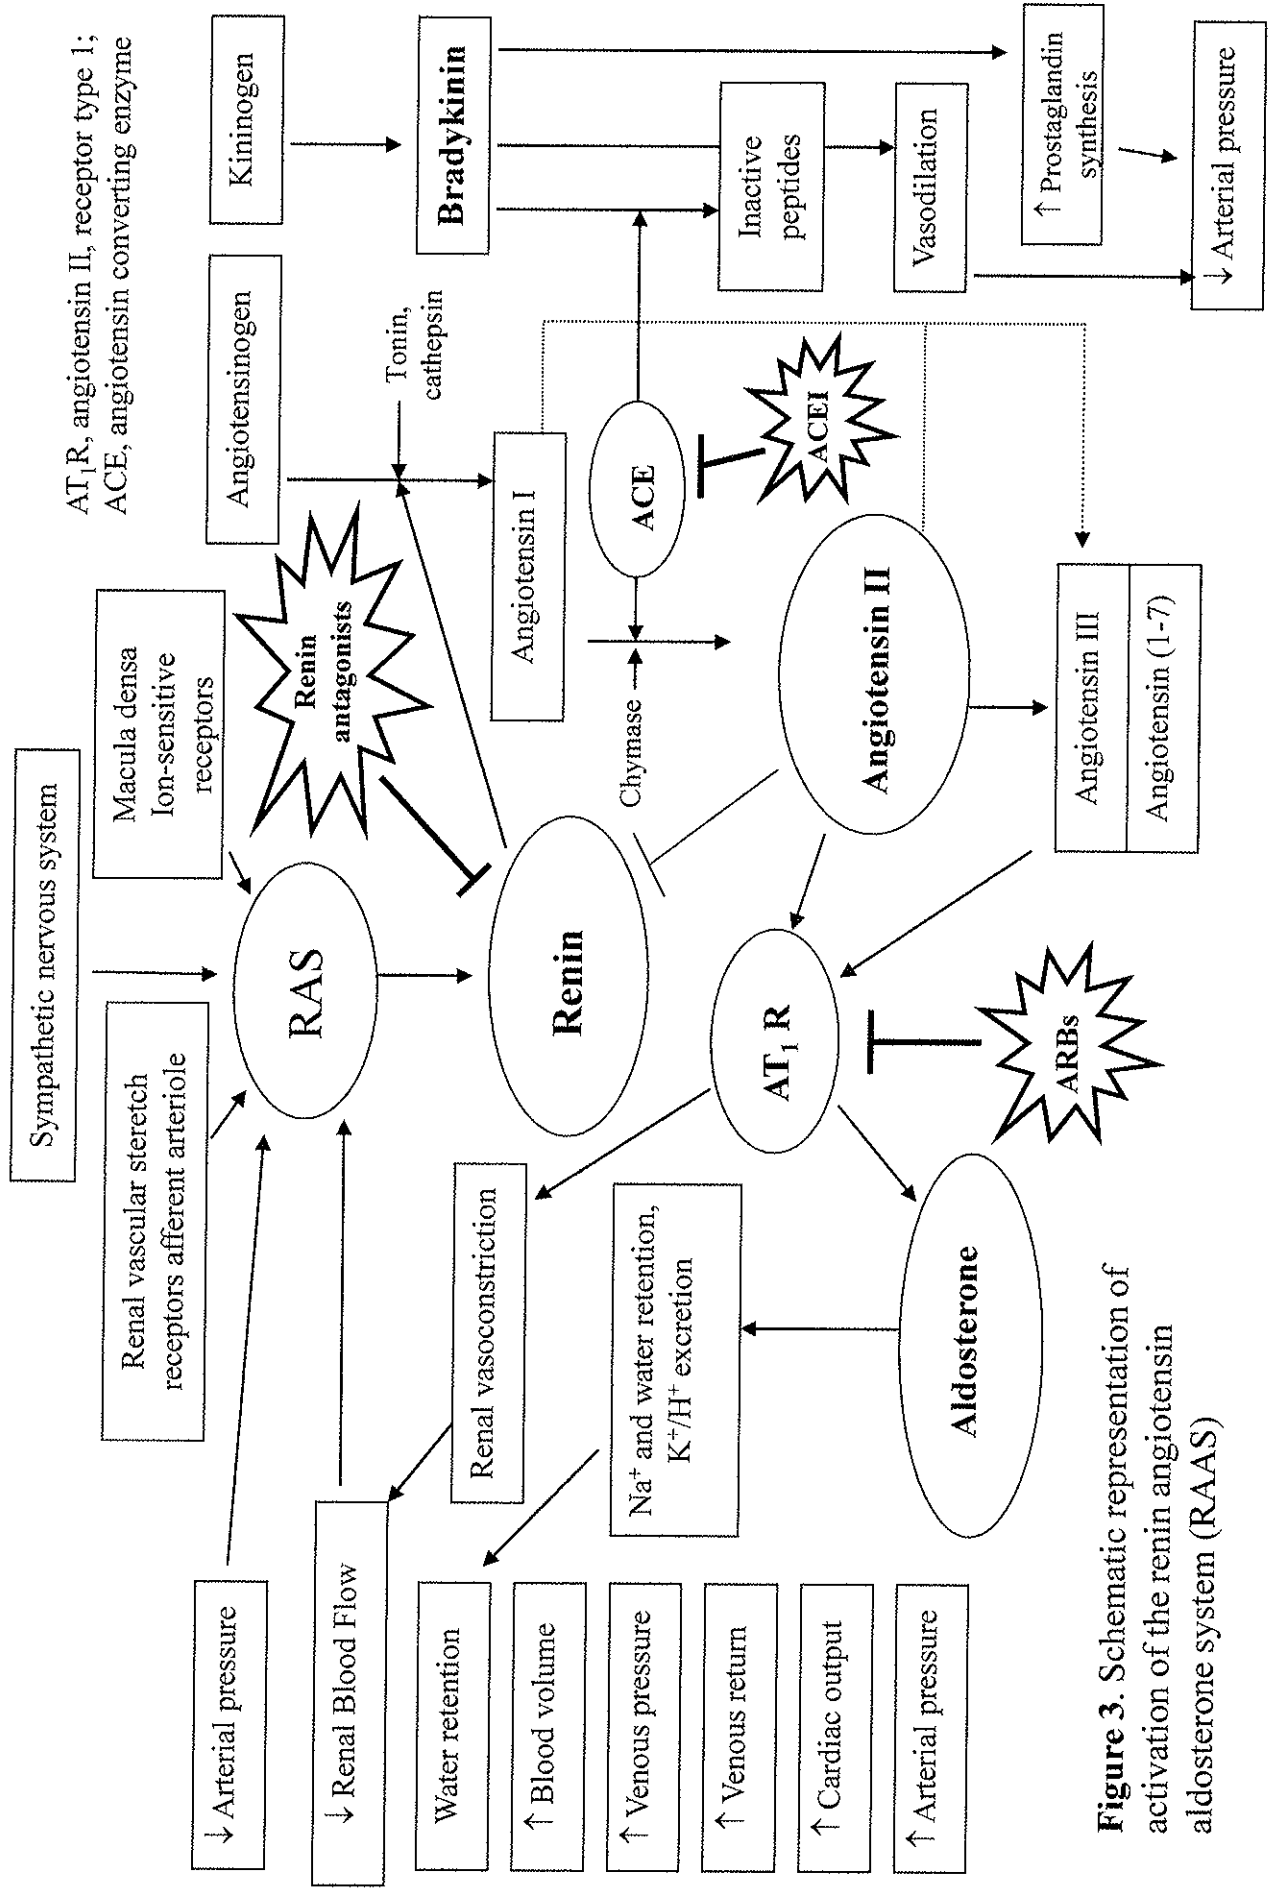 AT₁R, angiotensin II, receptor type 1;
ACE, angiotensin converting enzyme
Sympathetic nervous system
Renal vascular stretch
receptors afferent arteriole
Macula densa
Ion-sensitive
receptors
Angiotensinogen
Kininogen
↓ Arterial pressure
RAS
Renin
antagonists
Tonin,
cathepsin
Bradykinin
↓ Renal Blood Flow
Renal vasoconstriction
Renin
Angiotensin I
Water retention
↑ Blood volume
↑ Venous pressure
↑ Venous return
↑ Cardiac output
↑ Arterial pressure
Na⁺ and water retention,
K⁺/H⁺ excretion
Chymase
ACE
ACEI
Inactive
peptides
Vasodilation
AT₁ R
Angiotensin II
Aldosterone
ARBs
Angiotensin III
Angiotensin (1-7)
↑ Prostaglandin
synthesis
↓ Arterial pressure
Figure 3. Schematic representation of
activation of the renin angiotensin
aldosterone system (RAAS)